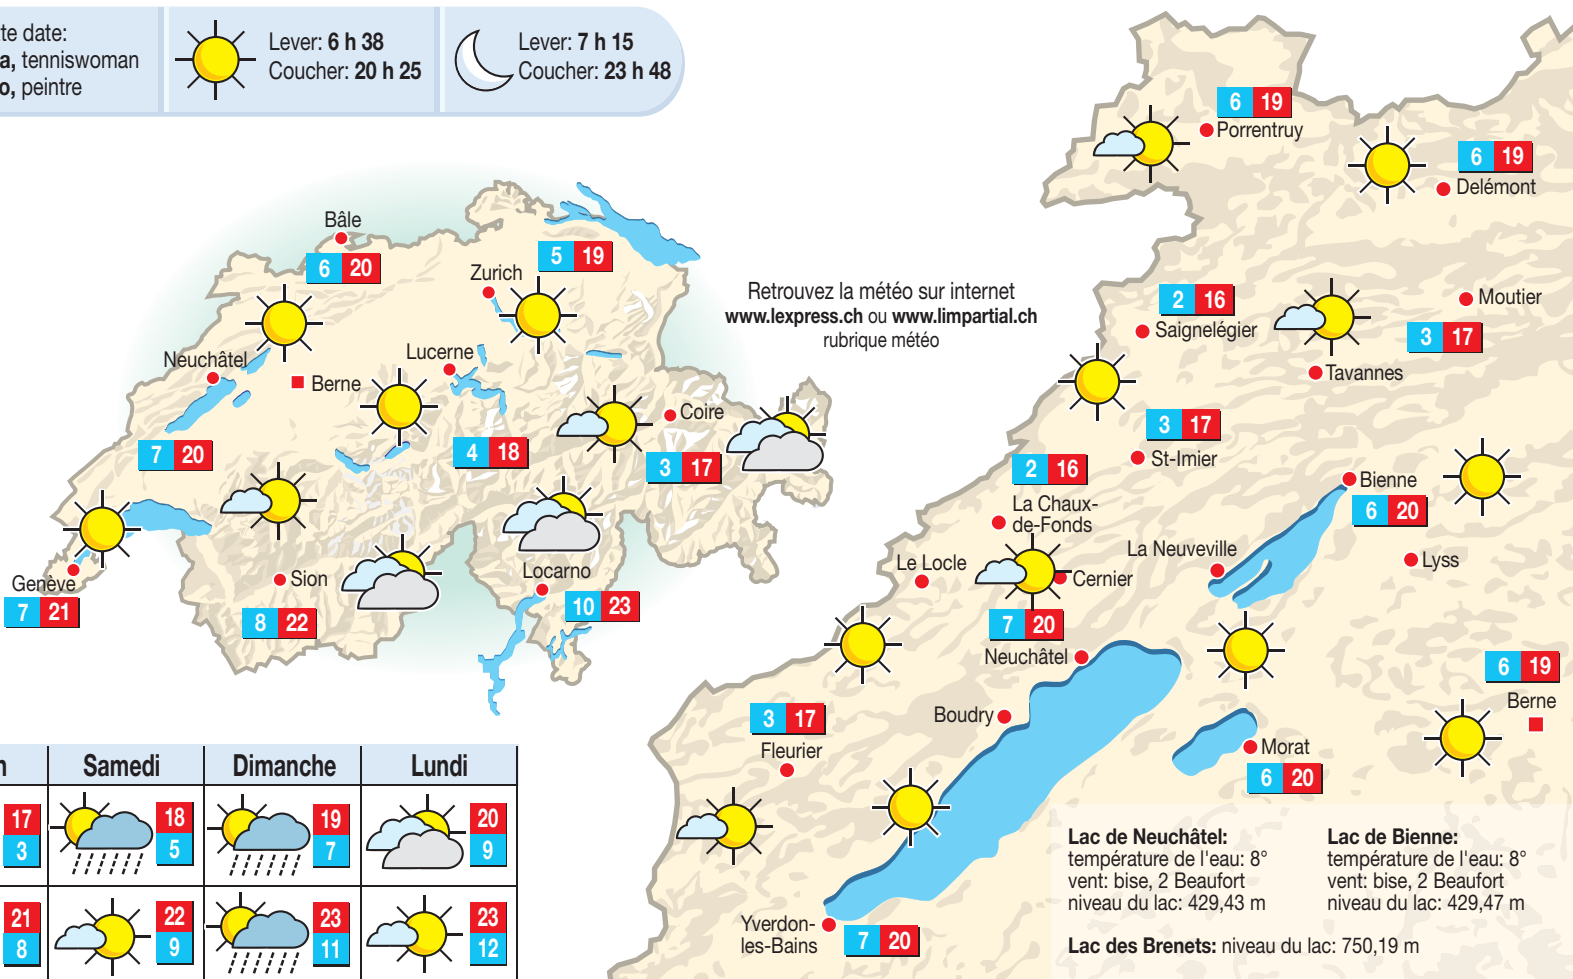 te date:
a, tenniswoman
o, peintre
Lever: 6 h 38
Coucher: 20 h 25
Lever: 7 h 15
Coucher: 23 h 48
Bâle
6 20
Zurich
5 19
Neuchâtel
Berne
Lucerne
7 20
4 18
Coire
3 17
Genève
7 21
Sion
8 22
Locarno
10 23
Retrouvez la météo sur internet
www.lexpress.ch ou www.limpartial.ch
rubrique météo
6 19
Porrentruy
6 19
Delémont
2 16
Saignelégier
Moutier
3 17
Tavannes
3 17
St-Imier
2 16
La Chaux-
de-Fonds
Bienne
6 20
Le Locle
Cernier
La Neuveville
Lyss
7 20
Neuchâtel
6 19
Berne
3 17
Fleurier
Boudry
Morat
6 20
Yverdon-
les-Bains
7 20
n
Samedi
Dimanche
Lundi
17
3
18
5
19
7
20
9
21
8
22
9
23
11
23
12
Lac de Neuchâtel:
température de l'eau: 8°
vent: bise, 2 Beaufort
niveau du lac: 429,43 m
Lac de Bienne:
température de l'eau: 8°
vent: bise, 2 Beaufort
niveau du lac: 429,47 m
Lac des Brenets: niveau du lac: 750,19 m